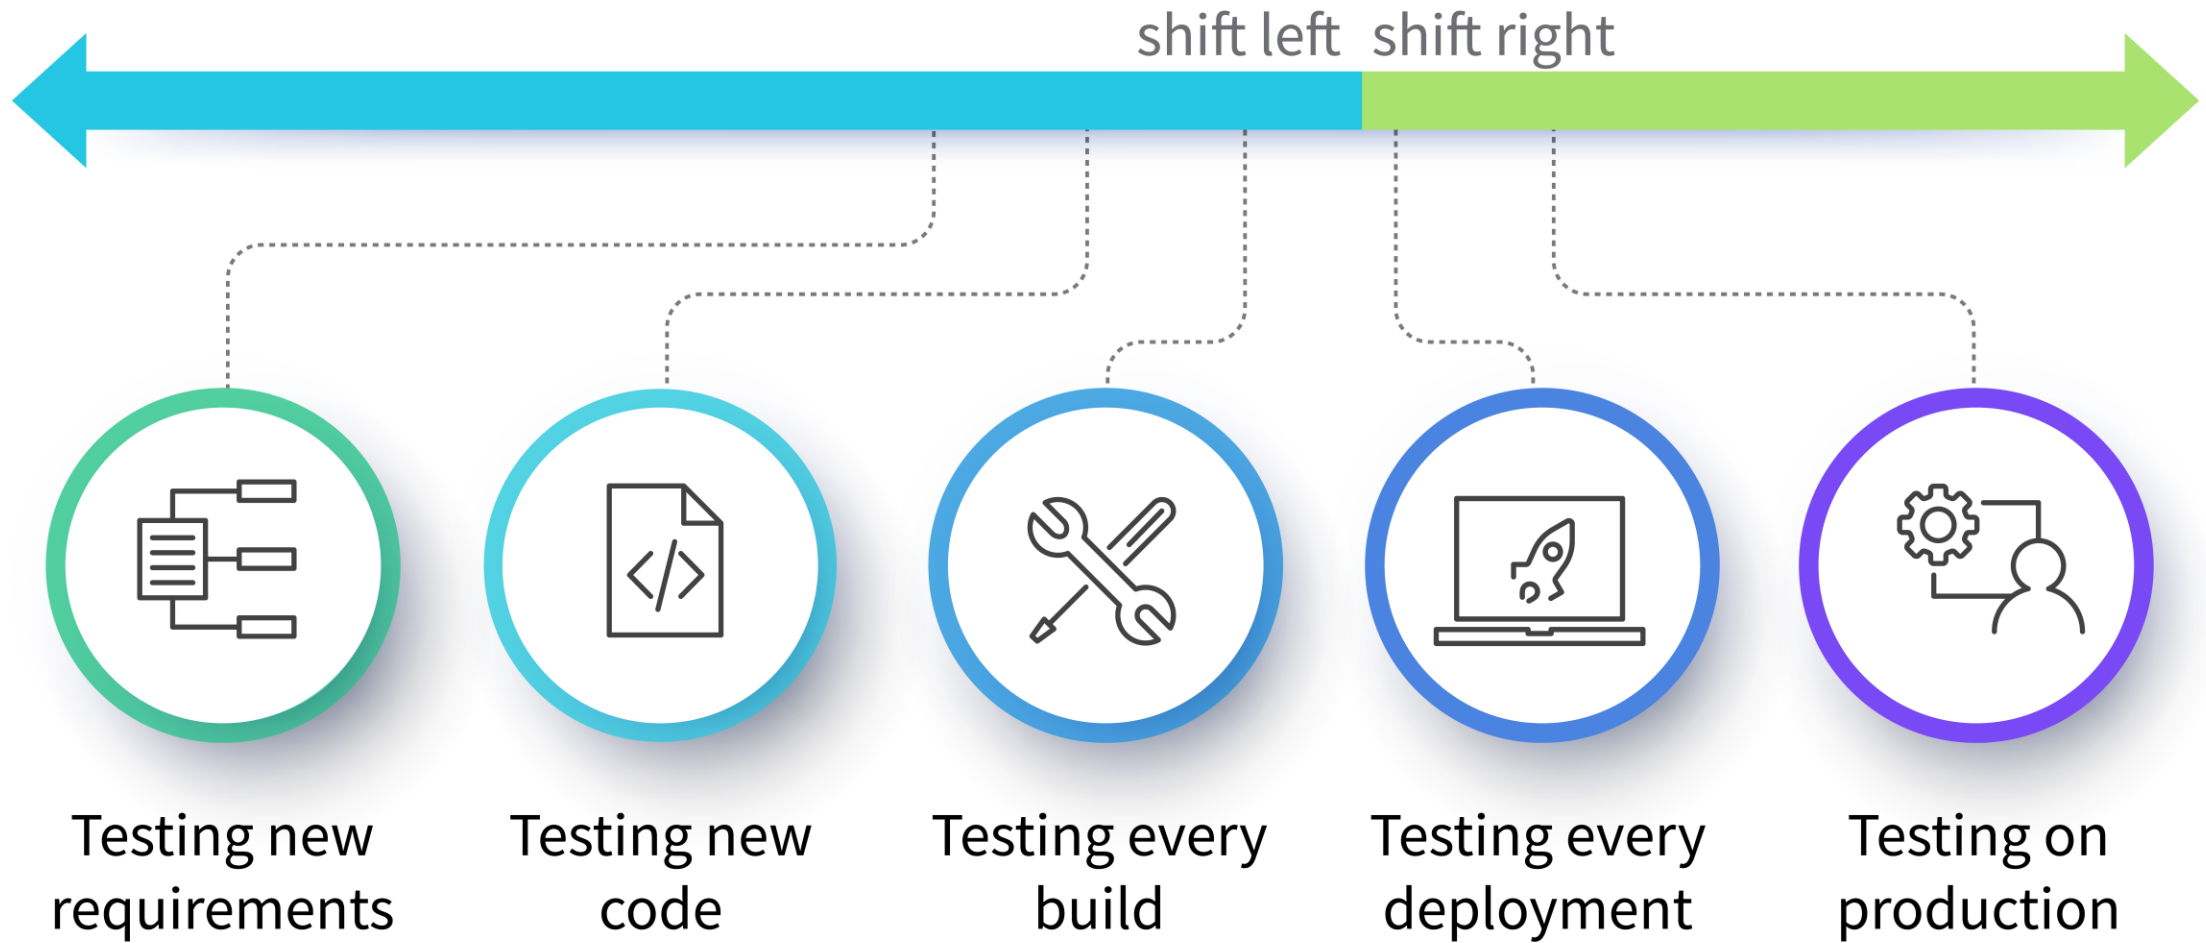 shift left shift right
Testing new
requirements
Testing new
code
Testing every
build
Testing every
deployment
Testing on
production